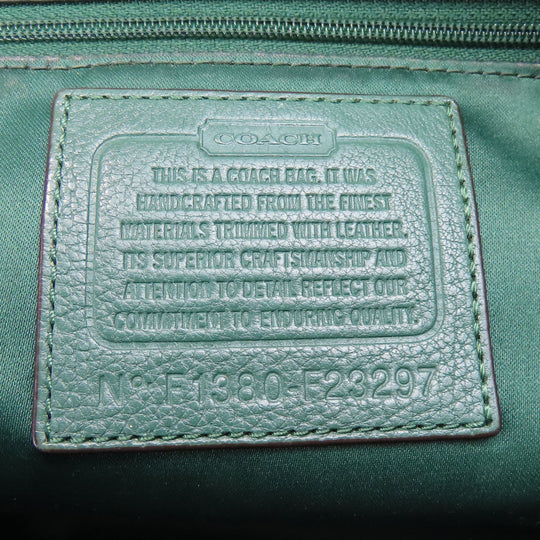 COACH
THIS IS A COACH BAG. IT WAS
HANDCRAFTED FROM THE FINEST
MATERIALS TRIMMED WITH LEATHER.
ITS SUPERIOR CRAFTSMANSHIP AND
ATTENTION TO DETAIL REFLECT OUR
COMMITMENT TO ENDURING QUALITY.
Nº F1380-F23297